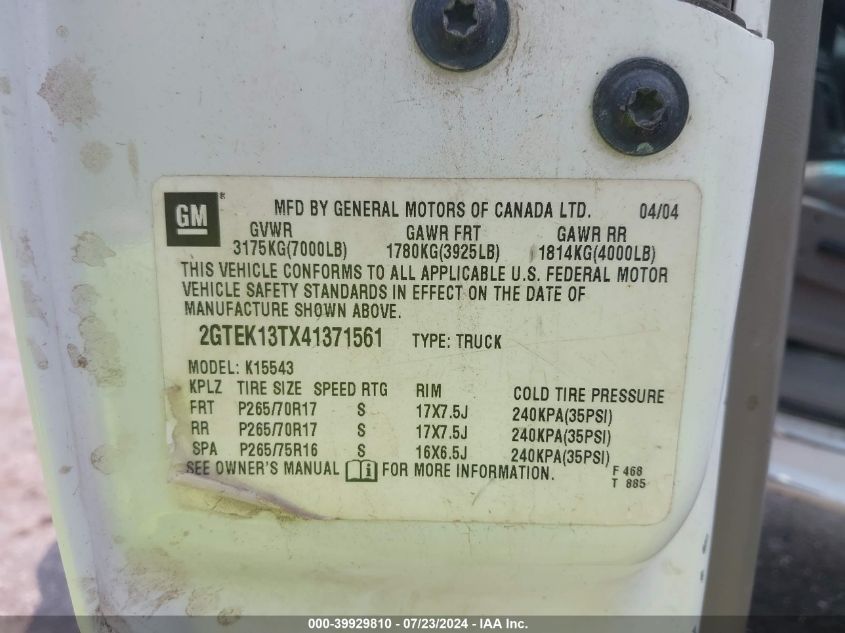 GM ®
MFD BY GENERAL MOTORS OF CANADA LTD. 04/04
GVWR GAWR FRT GAWR RR
3175KG(7000LB) 1780KG(3925LB) 1814KG(4000LB)
THIS VEHICLE CONFORMS TO ALL APPLICABLE U.S. FEDERAL MOTOR
VEHICLE SAFETY STANDARDS IN EFFECT ON THE DATE OF
MANUFACTURE SHOWN ABOVE.
2GTEK13TX41371561 TYPE: TRUCK
MODEL: K15543
KPLZ TIRE SIZE SPEED RTG RIM COLD TIRE PRESSURE
FRT P265/70R17 S 17X7.5J 240KPA(35PSI)
RR P265/70R17 S 17X7.5J 240KPA(35PSI)
SPA P265/75R16 S 16X6.5J 240KPA(35PSI)
SEE OWNER'S MANUAL i FOR MORE INFORMATION.
F 468
T 885
000-39929810 - 07/23/2024 - IAA Inc.